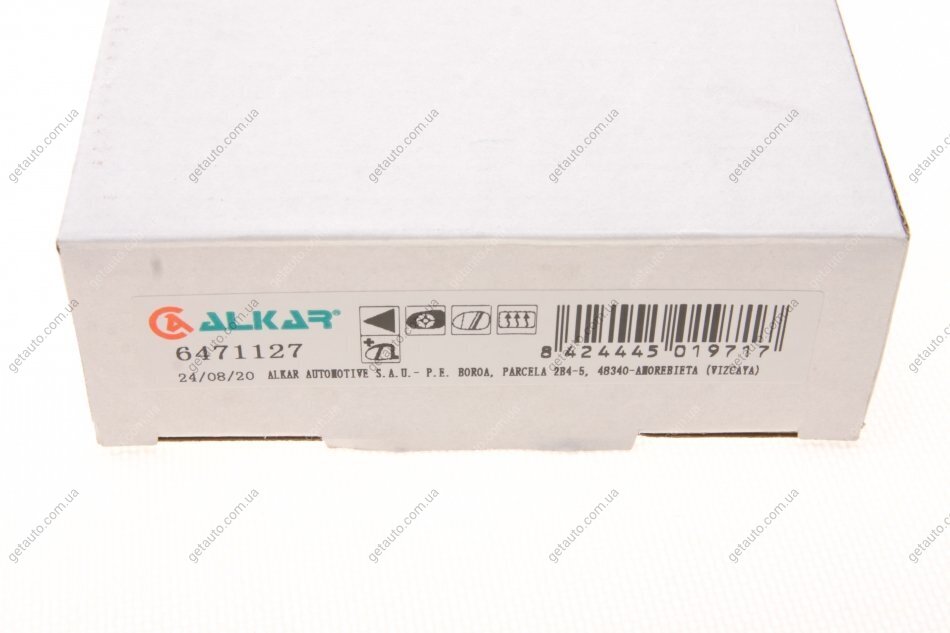 ALKAR®
6471127
8 424445 019717
24/08/20 ALKAR AUTOMOTIVE S.A.U.- P.E. BOROA, PARCELA 2B4-5, 48340-AMOREBIETA (VIZCAYA)
getauto.com.ua